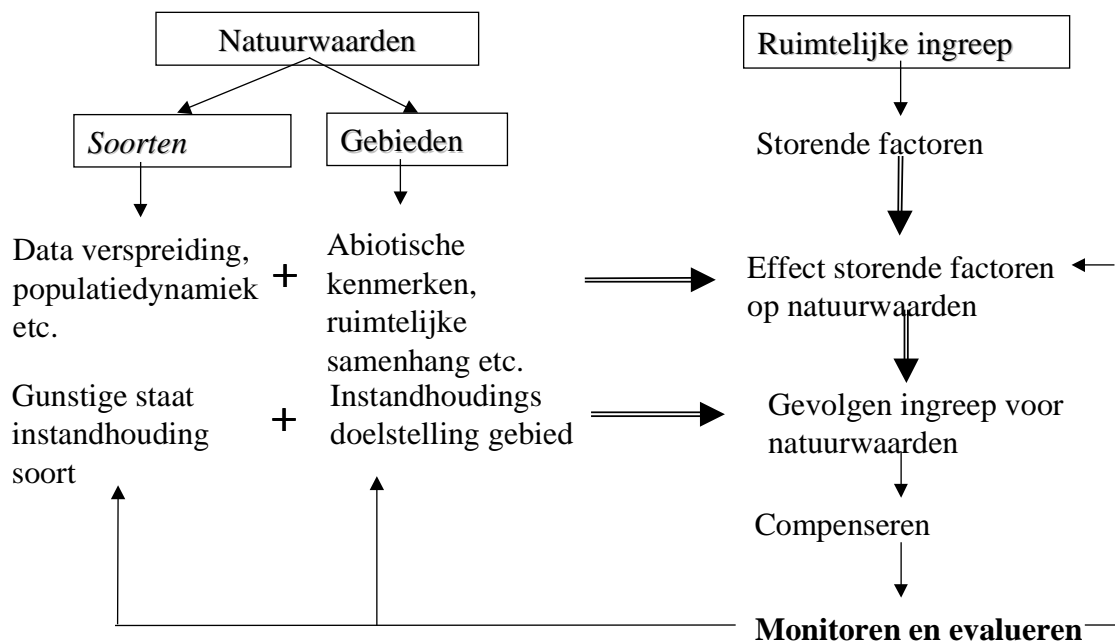 Natuurwaarden
Ruimtelijke ingreep
Soorten
Gebieden
Storende factoren
Data verspreiding,
populatiedynamiek
etc.
+
Abiotische
kenmerken,
ruimtelijke
samenhang etc.
Effect storende factoren
op natuurwaarden
Gunstige staat
instandhouding
soort
+
Instandhoudings
doelstelling gebied
Gevolgen ingreep voor
natuurwaarden
Compenseren
Monitoren en evalueren